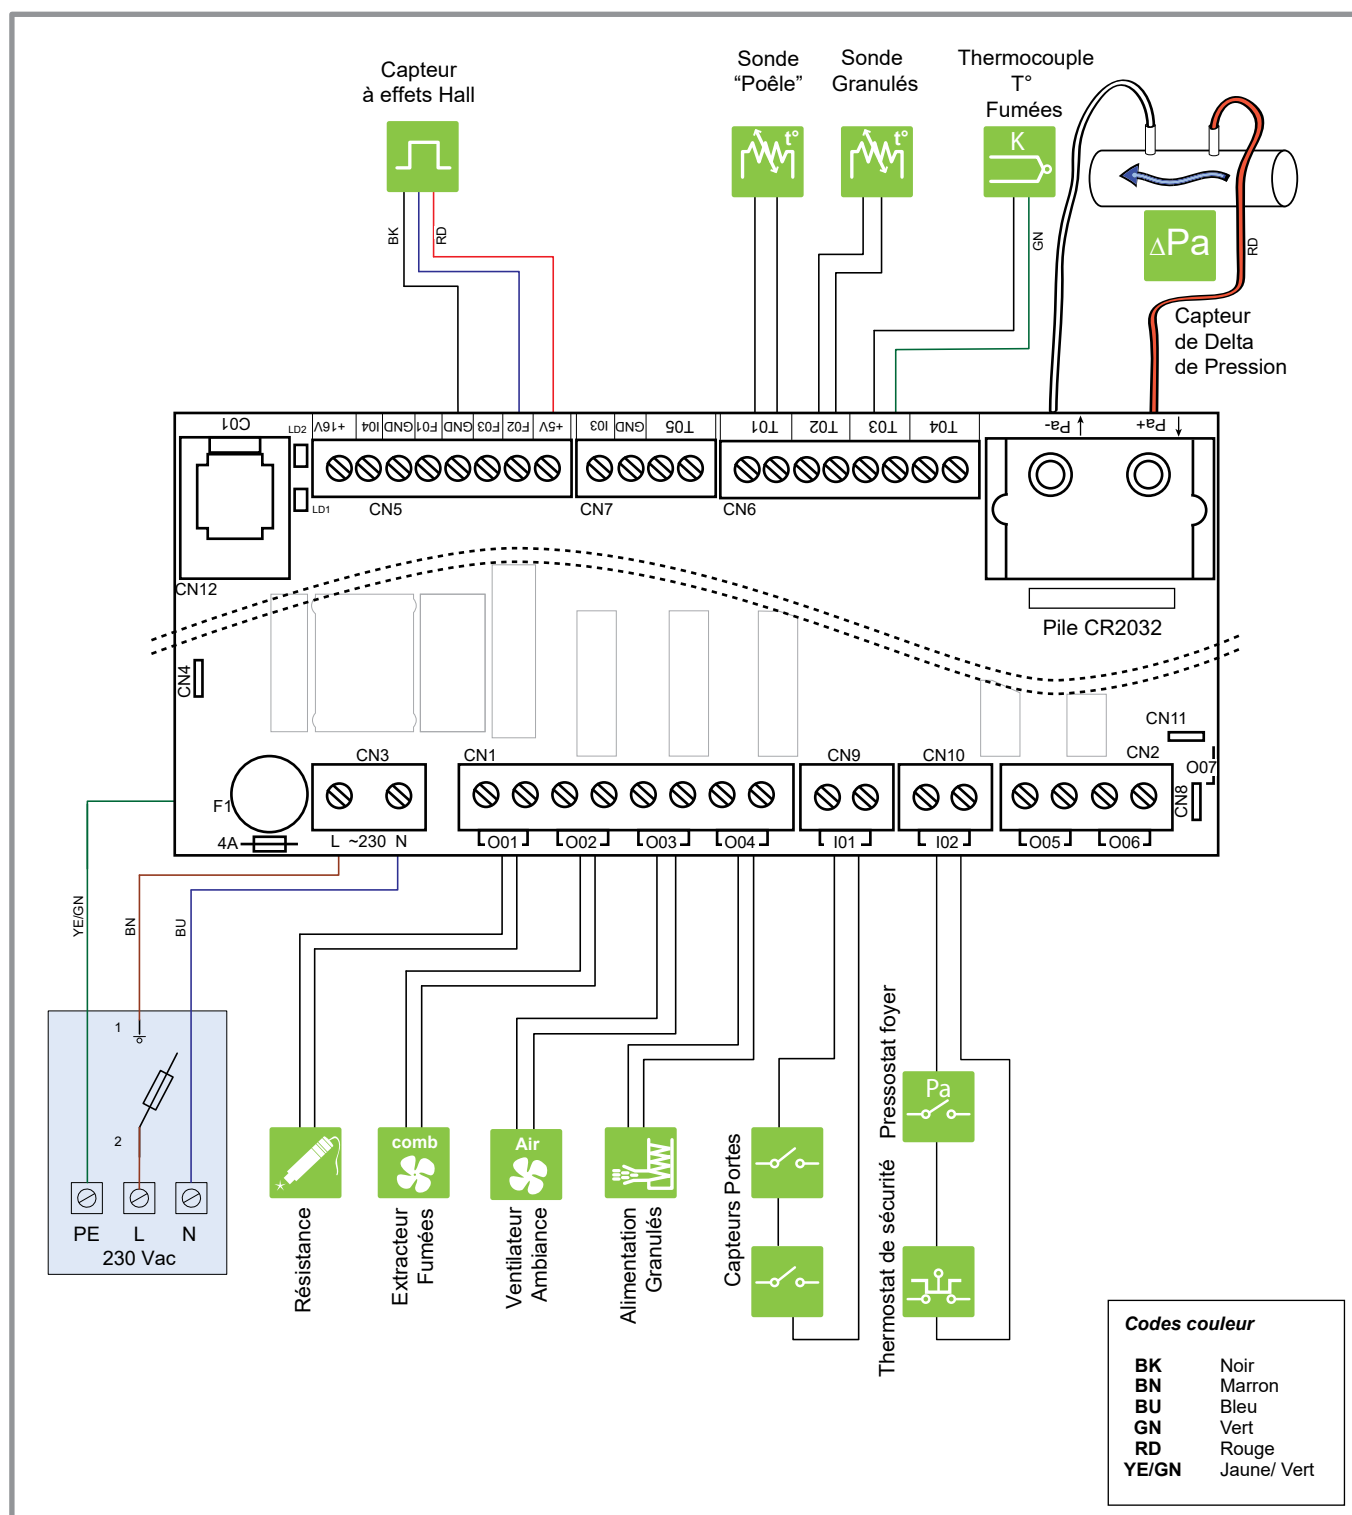 Capteur
à effets Hall
Sonde
“Poêle”
Sonde
Granulés
Thermocouple
T°
Fumées
t°
t°
K
ΔPa
BK
RD
GN
RD
Capteur
de Delta
de Pression
C01
LD2
LD1
+16V
I04
GND
F01
GND
F03
F02
+5V
I03
GND
T05
T01
T02
T03
T04
Pa-
Pa+
CN12
CN5
CN7
CN6
Pile CR2032
CN4
CN11
CN3
CN1
CN9
CN10
CN2
O07
CN8
F1
4A
L ~230 N
O01
O02
O03
O04
I01
I02
O05
O06
YE/GN
BN
BU
1
2
PE
L
N
230 Vac
comb
Air
Pa
Résistance
Extracteur
Fumées
Ventilateur
Ambiance
Alimentation
Granulés
Capteurs Portes
Thermostat de sécurité
Pressostat foyer
Codes couleur
BK Noir
BN Marron
BU Bleu
GN Vert
RD Rouge
YE/GN Jaune/ Vert